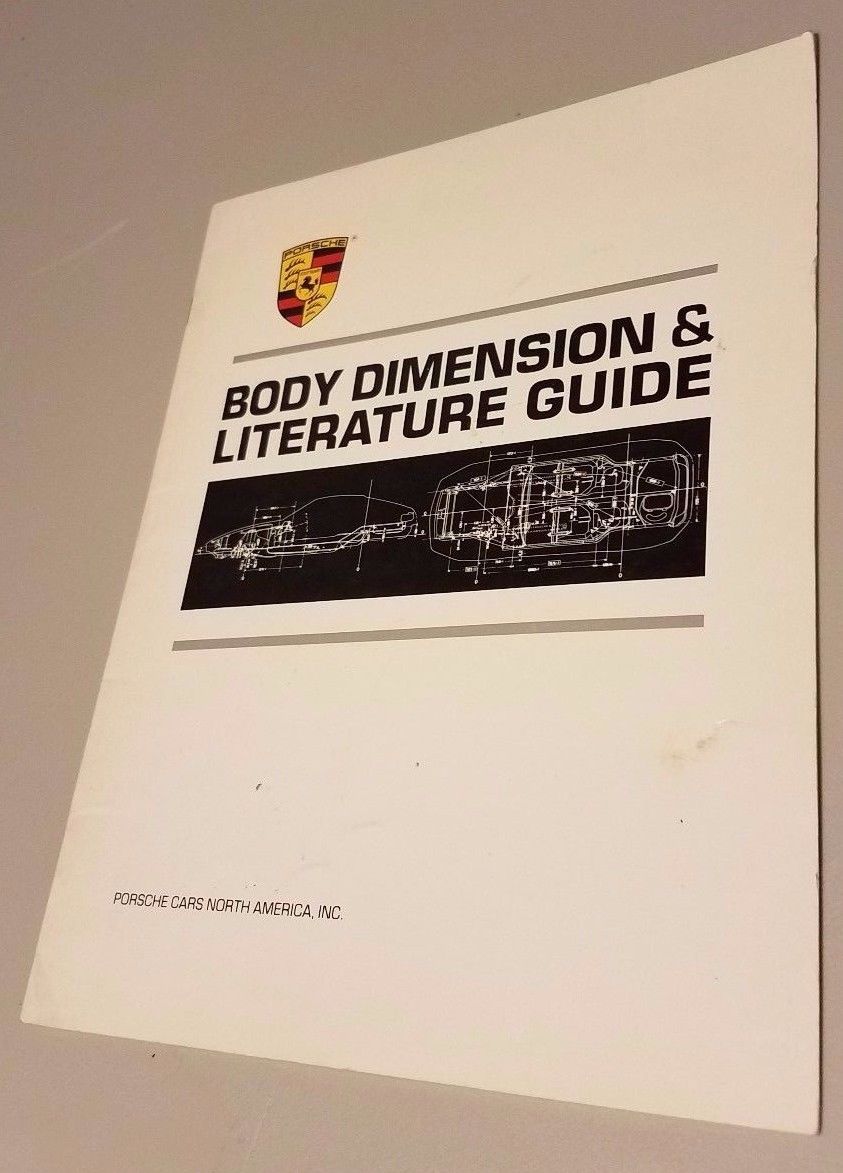 PORSCHE
BODY DIMENSION &
LITERATURE GUIDE
PORSCHE CARS NORTH AMERICA, INC.